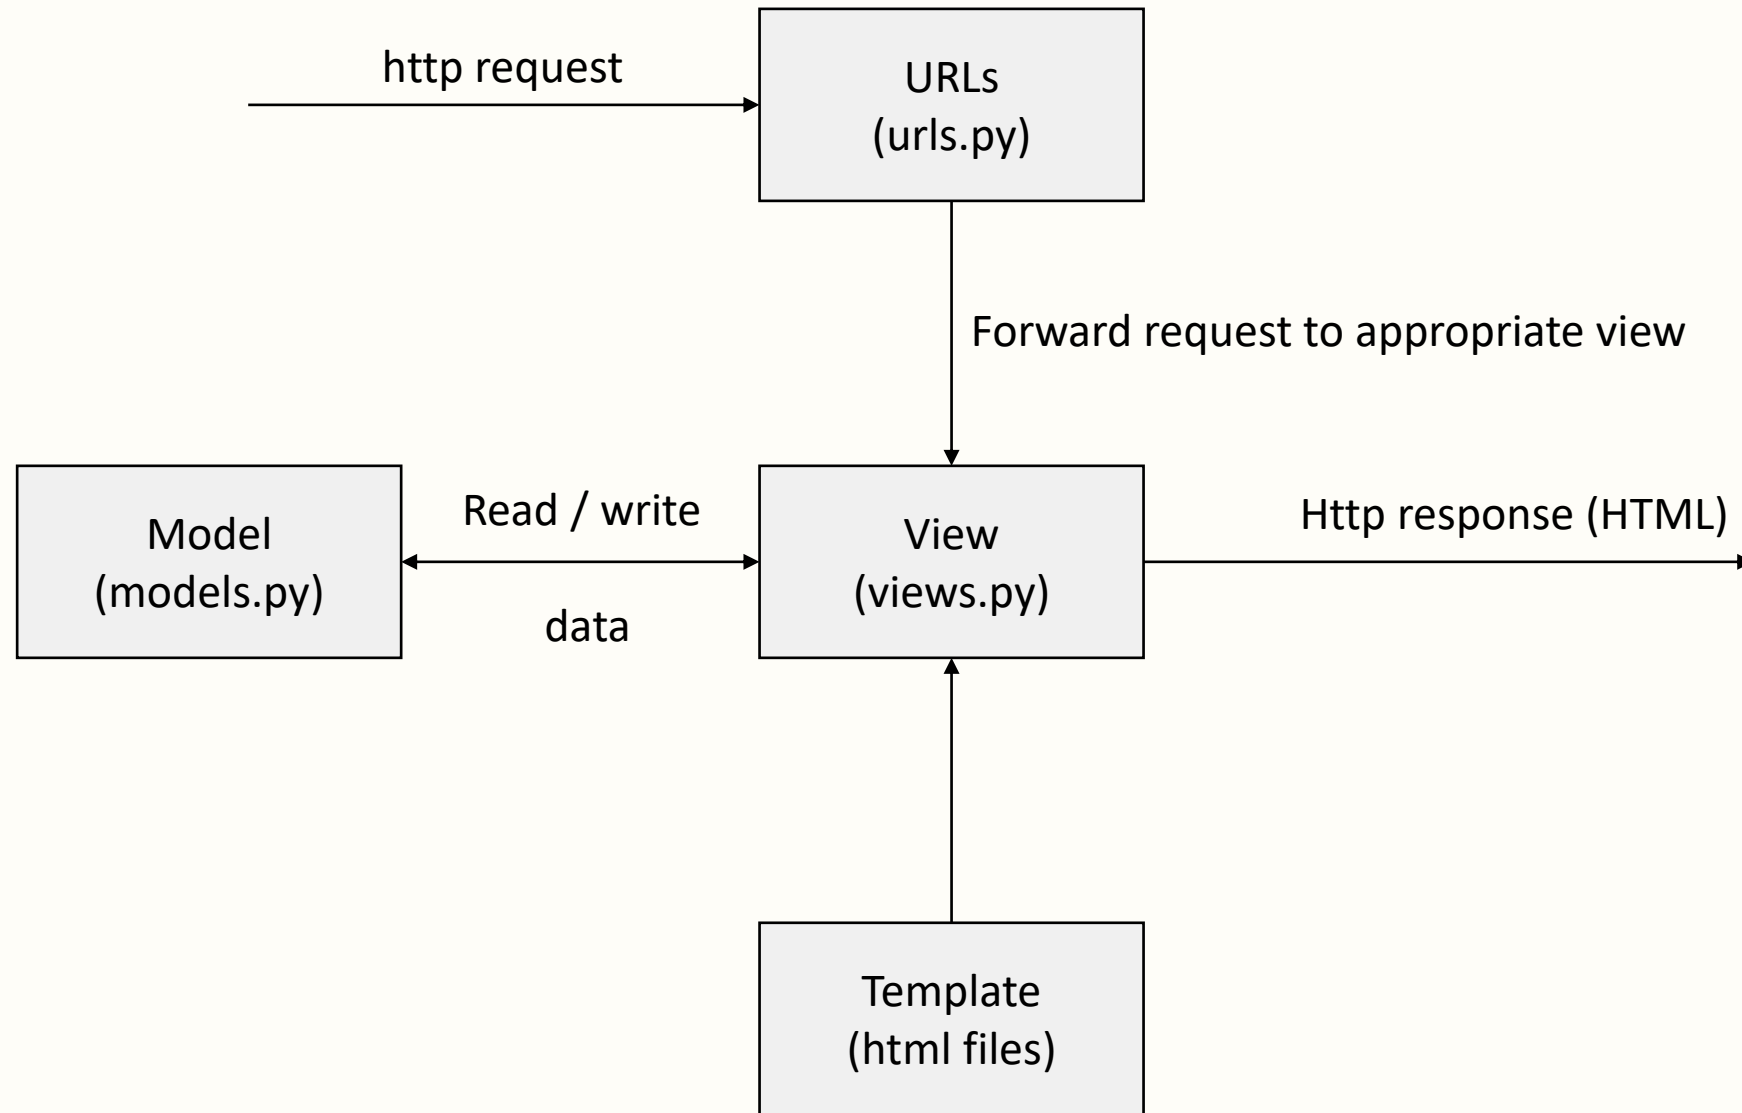 http request
URLs
(urls.py)
Forward request to appropriate view
Model
(models.py)
Read / write
data
View
(views.py)
Http response (HTML)
Template
(html files)